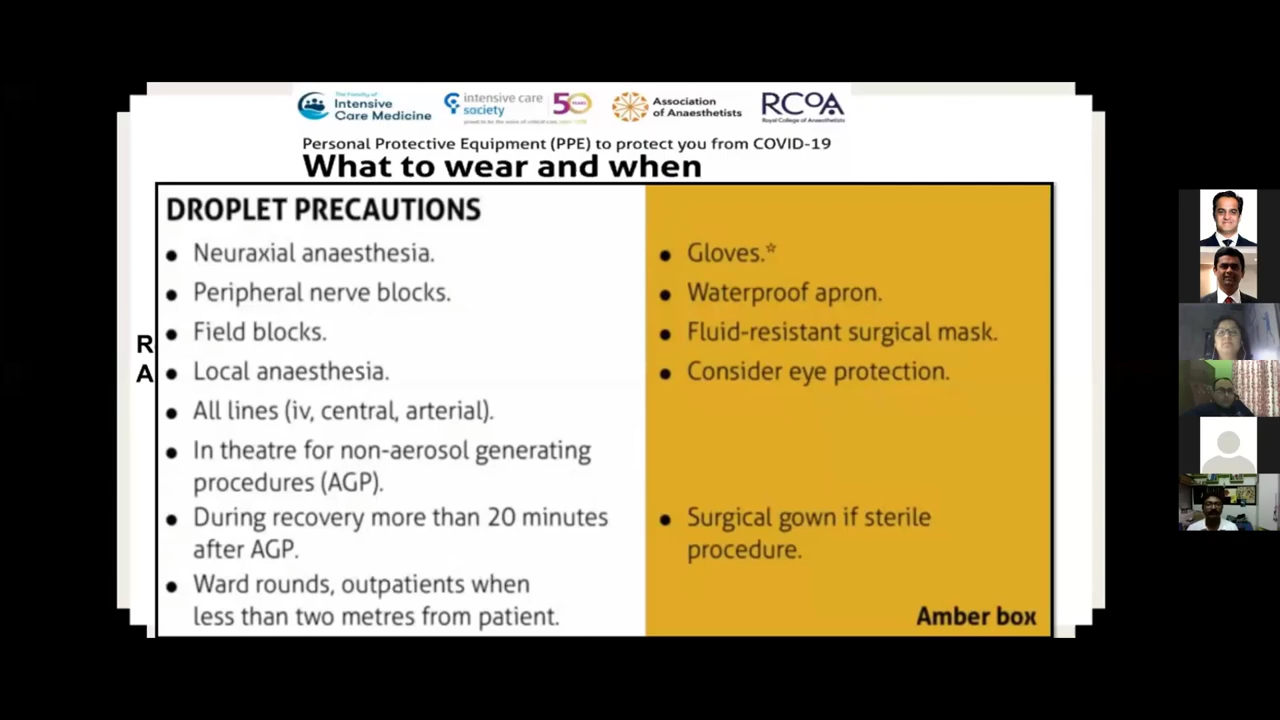 The Faculty of
Intensive
Care Medicine
intensive care
society
50 YEARS
Association
of Anaesthetists
RCOA
Royal College of Anaesthetists
Personal Protective Equipment (PPE) to protect you from COVID-19
What to wear and when
DROPLET PRECAUTIONS
• Neuraxial anaesthesia.
• Peripheral nerve blocks.
• Field blocks.
• Local anaesthesia.
• All lines (iv, central, arterial).
• In theatre for non-aerosol generating
procedures (AGP).
• During recovery more than 20 minutes
after AGP.
• Ward rounds, outpatients when
less than two metres from patient.
• Gloves.☆
• Waterproof apron.
• Fluid-resistant surgical mask.
• Consider eye protection.
• Surgical gown if sterile
procedure.
Amber box
R
A